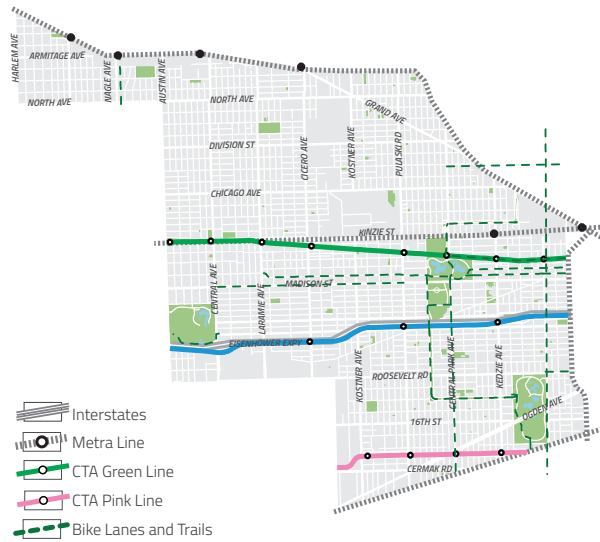 HARLEM AVE
ARMITAGE AVE
NAGLE AVE
AUSTIN AVE
NORTH AVE
NORTH AVE
GRAND AVE
DIVISION ST
CICERO AVE
KOSTNER AVE
PUJASKI RD
CHICAGO AVE
KINZIE ST
CENTRAL AVE
MADISON ST
LARAMIE AVE
EISENHOWER EXPY
KOSTNER AVE
CENTRAL PARK AVE
KEDZIE AVE
ROOSEVELT RD
OGDEN AVE
16TH ST
CERMAK RD
Interstates
Metra Line
CTA Green Line
CTA Pink Line
Bike Lanes and Trails